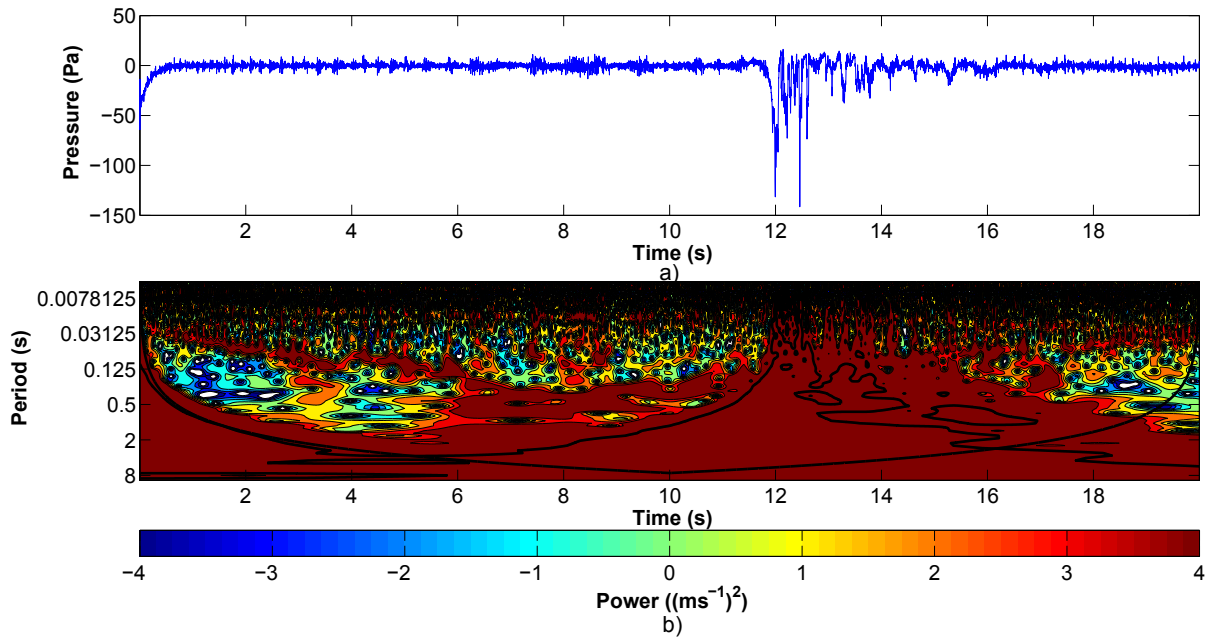 50
0
−50
−100
−150
Pressure (Pa)
2 4 6 8 10 12 14 16 18
Time (s)
a)
0.0078125
0.03125
0.125
0.5
2
8
Period (s)
2 4 6 8 10 12 14 16 18
Time (s)
−4 −3 −2 −1 0 1 2 3 4
Power ((ms⁻¹)²)
b)